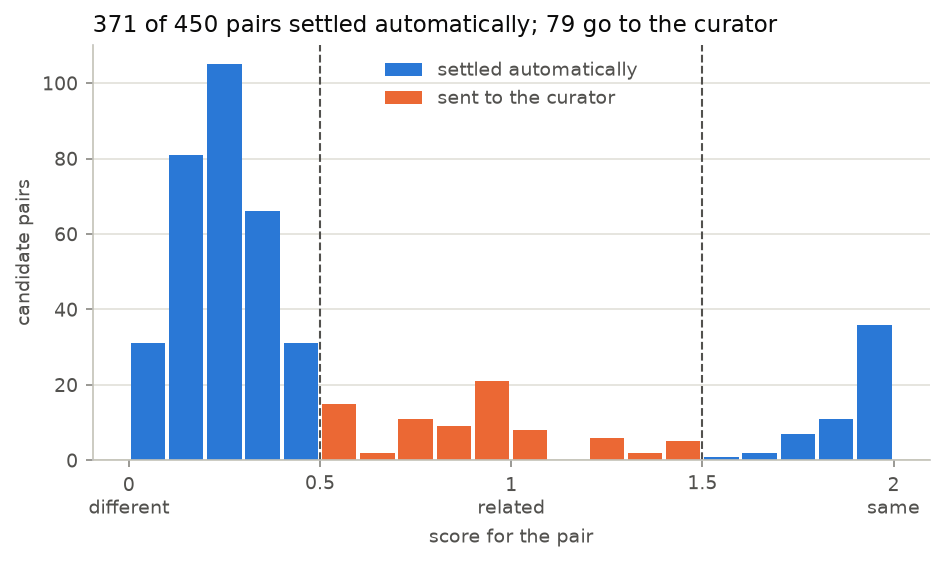 371 of 450 pairs settled automatically; 79 go to the curator
settled automatically
sent to the curator
candidate pairs
100
80
60
40
20
0
0 0.5 1 1.5 2
different related same
score for the pair